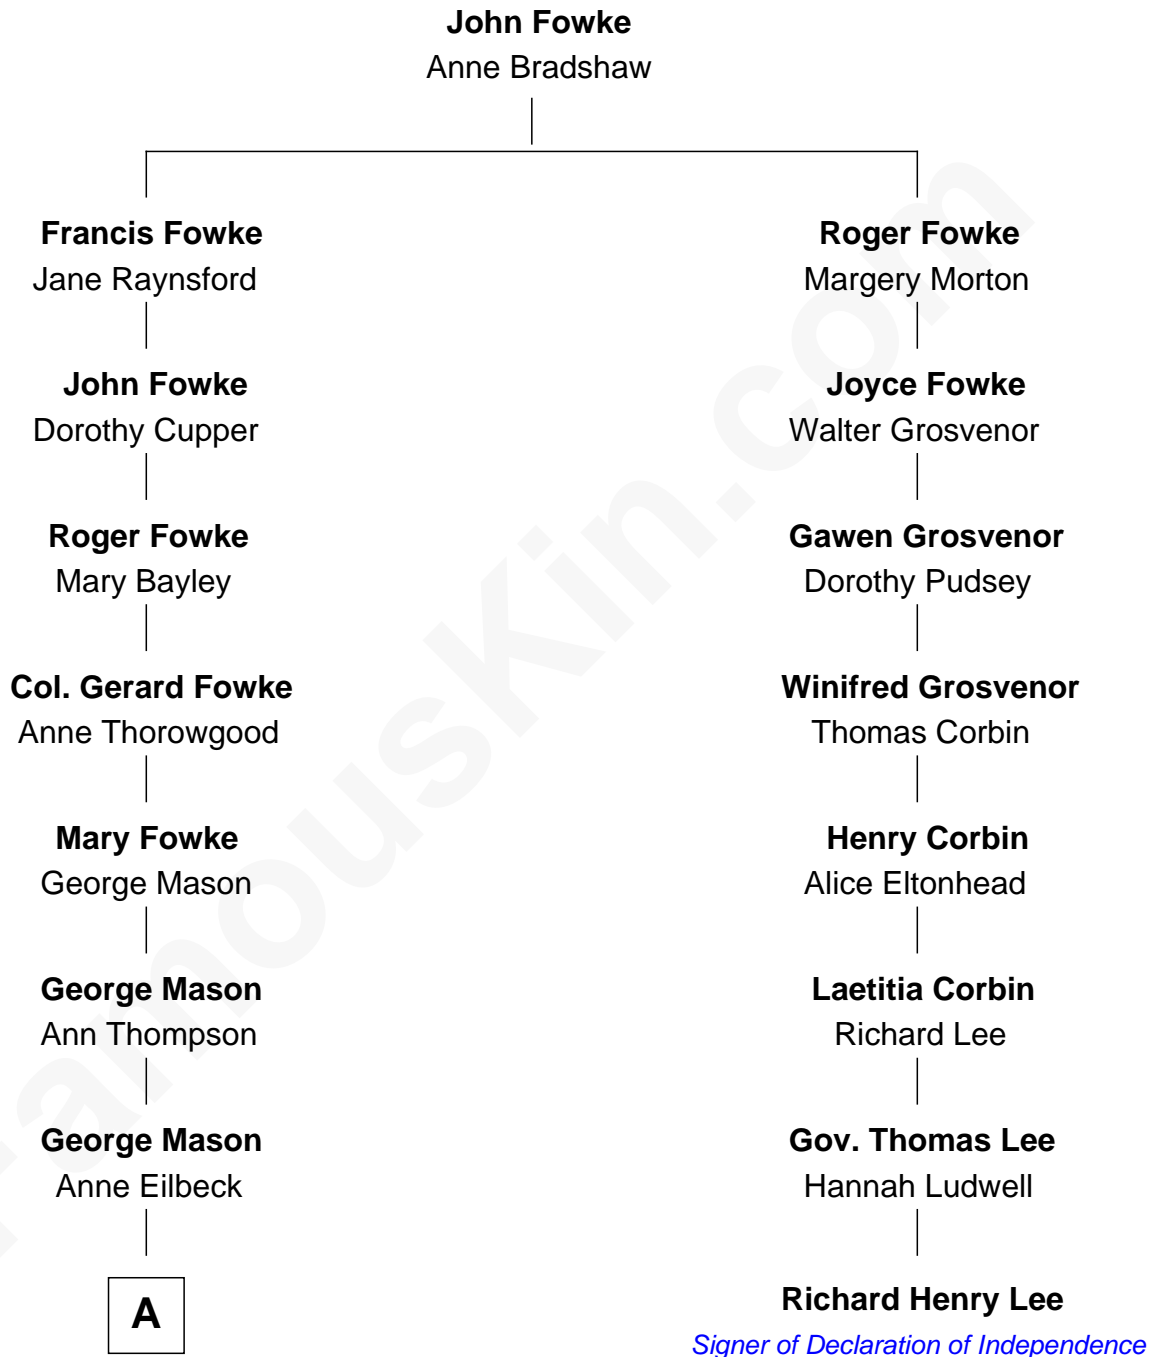 John Fowke
Anne Bradshaw
Francis Fowke
Jane Raynsford
Roger Fowke
Margery Morton
John Fowke
Dorothy Cupper
Joyce Fowke
Walter Grosvenor
Roger Fowke
Mary Bayley
Gawen Grosvenor
Dorothy Pudsey
Col. Gerard Fowke
Anne Thorowgood
Winifred Grosvenor
Thomas Corbin
Mary Fowke
George Mason
Henry Corbin
Alice Eltonhead
George Mason
Ann Thompson
Laetitia Corbin
Richard Lee
George Mason
Anne Eilbeck
Gov. Thomas Lee
Hannah Ludwell
A
Richard Henry Lee
Signer of Declaration of Independence
FamousKin.com